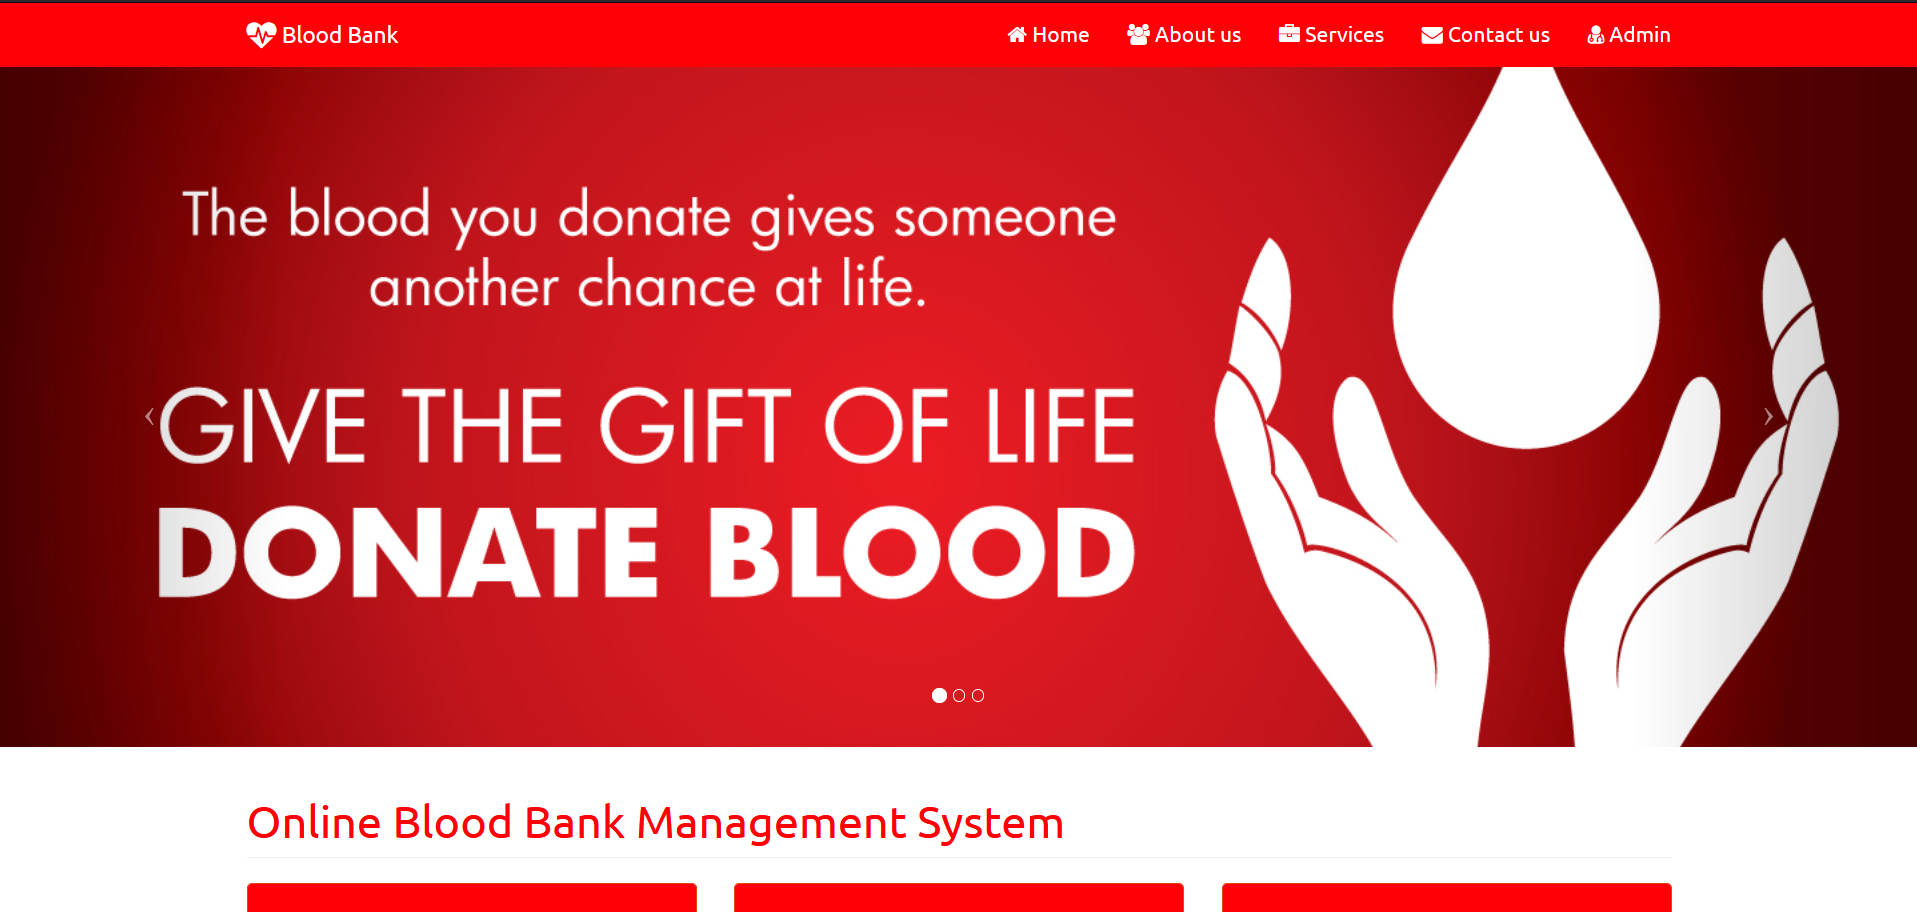 Blood Bank
Home
About us
Services
Contact us
Admin
The blood you donate gives someone
another chance at life.
GIVE THE GIFT OF LIFE
DONATE BLOOD
Online Blood Bank Management System